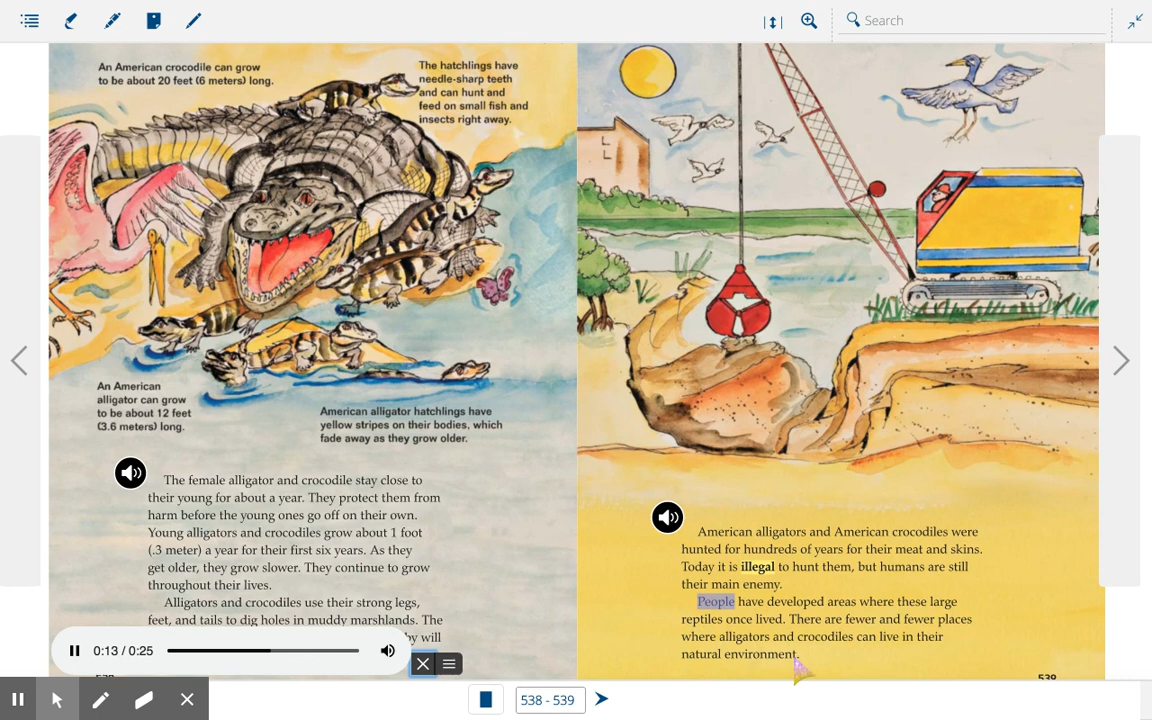 Search
An American crocodile can grow
to be about 20 feet (6 meters) long.
The hatchlings have
needle-sharp teeth
and can hunt and
feed on small fish and
insects right away.
An American
alligator can grow
to be about 12 feet
(3.6 meters) long.
American alligator hatchlings have
yellow stripes on their bodies, which
fade away as they grow older.
The female alligator and crocodile stay close to
their young for about a year. They protect them from
harm before the young ones go off on their own.
Young alligators and crocodiles grow about 1 foot
(.3 meter) a year for their first six years. As they
get older, they grow slower. They continue to grow
throughout their lives.
Alligators and crocodiles use their strong legs,
feet, and tails to dig holes in muddy marshlands. The
by will
American alligators and American crocodiles were
hunted for hundreds of years for their meat and skins.
Today it is illegal to hunt them, but humans are still
their main enemy.
People have developed areas where these large
reptiles once lived. There are fewer and fewer places
where alligators and crocodiles can live in their
natural environment.
539
0:13 / 0:25
538 - 539